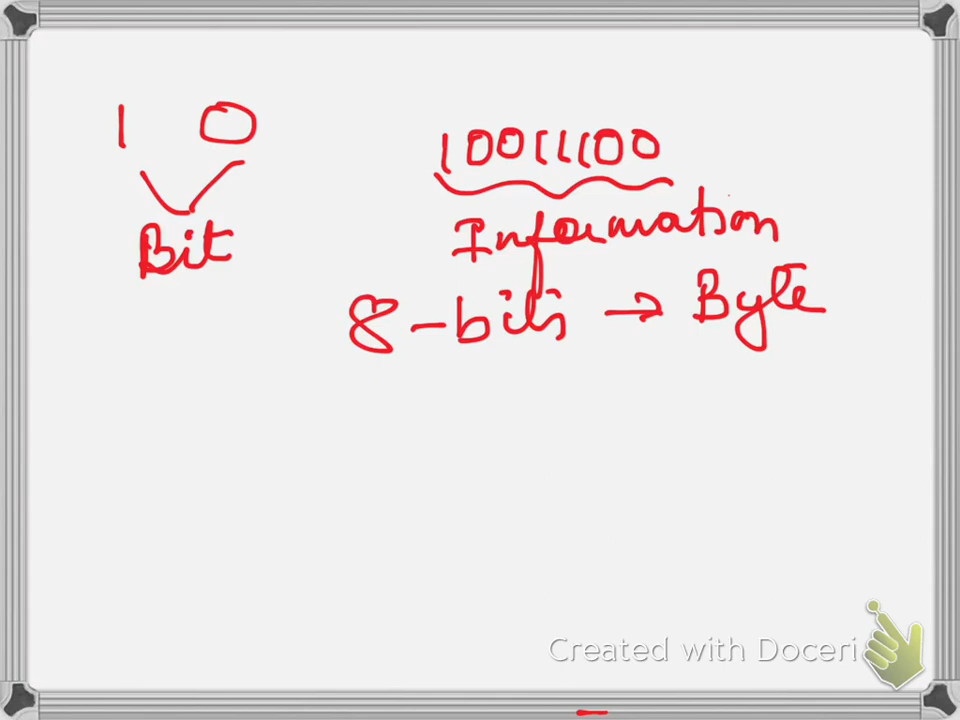 1 0
Bit
10011100
Information
8-bits → Byte
Created with Doceri